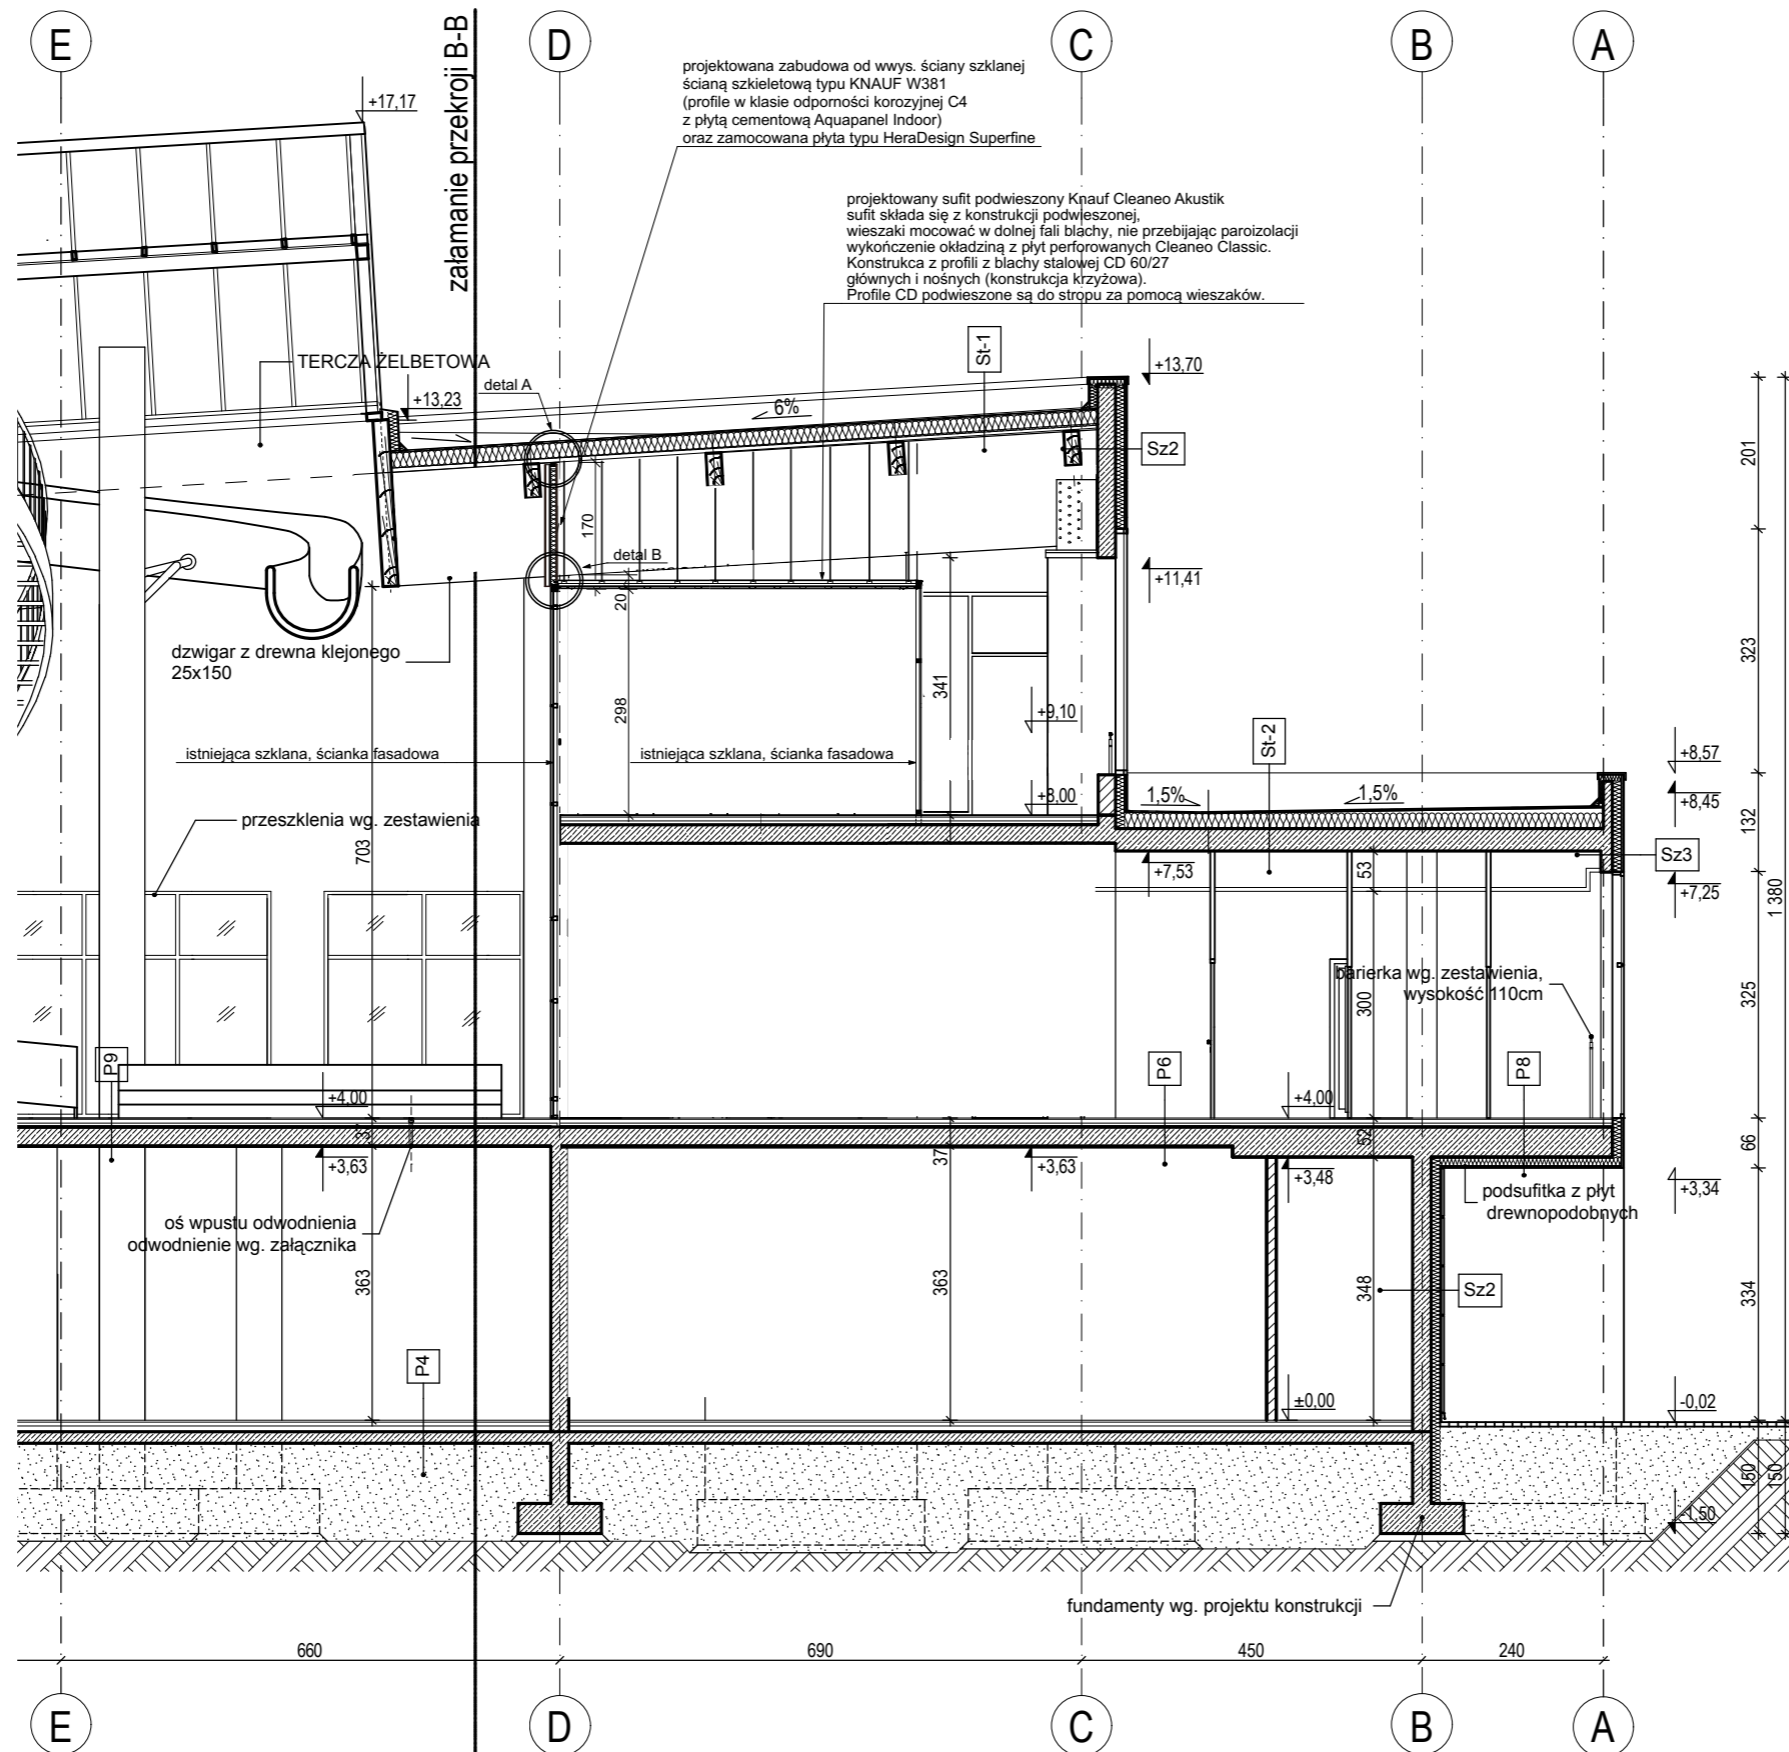 E
D
C
B
A
załamanie przekroji B-B
+17,17
projektowana zabudowa od wwys. ściany szklanej
ścianą szkieletową typu KNAUF W381
(profile w klasie odporności korozyjnej C4
z płytą cementową Aquapanel Indoor)
oraz zamocowana płyta typu HeraDesign Superfine
projektowany sufit podwieszony Knauf Cleaneo Akustik
sufit składa się z konstrukcji podwieszonej,
wieszaki mocować w dolnej fali blachy, nie przebijając paroizolacji
wykończenie okładziną z płyt perforowanych Cleaneo Classic.
Konstrukca z profili z blachy stalowej CD 60/27
głównych i nośnych (konstrukcja krzyżowa).
Profile CD podwieszone są do stropu za pomocą wieszaków.
TERCZA ŻELBETOWA
detal A
+13,23
6%
St-1
+13,70
Sz2
201
170
detal B
+11,41
20
dzwigar z drewna klejonego
25x150
298
341
323
+9,10
istniejąca szklana, ścianka fasadowa
istniejąca szklana, ścianka fasadowa
St-2
+8,57
+8,00
1,5%
1,5%
+8,45
przeszklenia wg. zestawienia
703
132
+7,53
53
Sz3
+7,25
1 380
barierka wg. zestawienia,
wysokość 110cm
300
325
P9
P6
P8
+4,00
+4,00
37
52
66
+3,63
+3,63
+3,48
+3,34
podsufitka z płyt
drewnopodobnych
oś wpustu odwodnienia
odwodnienie wg. załącznika
363
363
348
Sz2
334
P4
±0,00
-0,02
150
150
-1,50
fundamenty wg. projektu konstrukcji
660
690
450
240
E
D
C
B
A